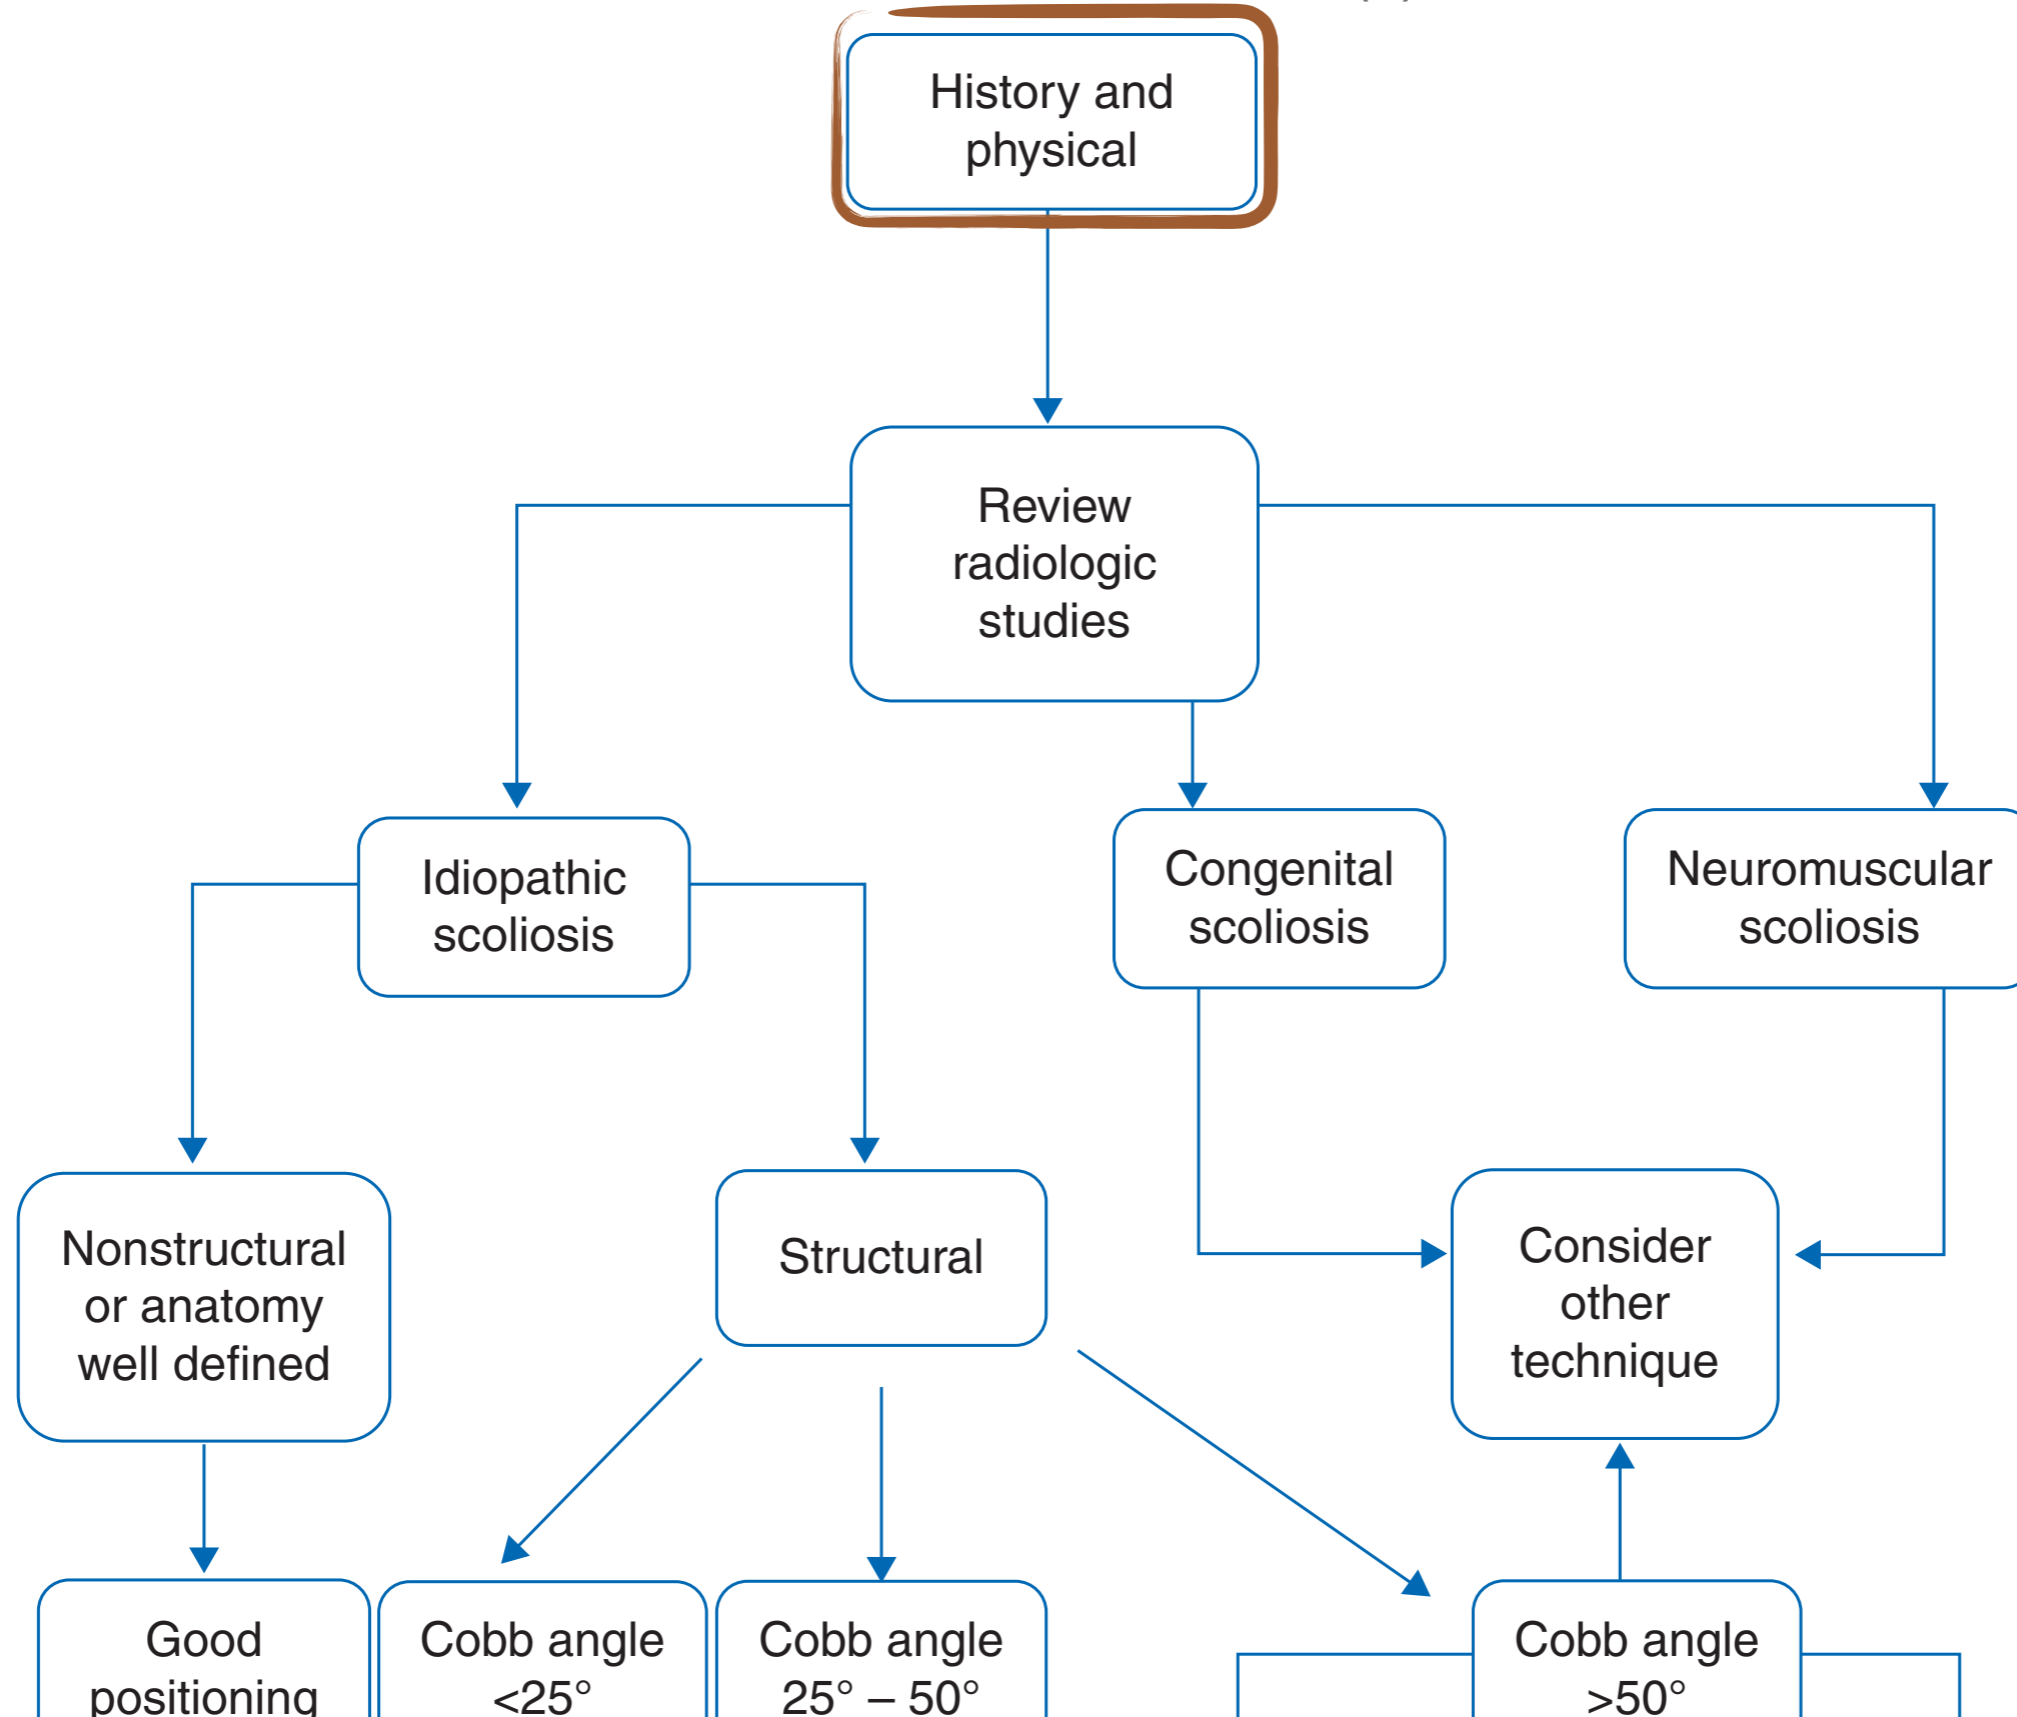 History and
physical
Review
radiologic
studies
Idiopathic
scoliosis
Congenital
scoliosis
Neuromuscular
scoliosis
Nonstructural
or anatomy
well defined
Structural
Consider
other
technique
Good
positioning
Cobb angle
<25°
Cobb angle
25° – 50°
Cobb angle
>50°